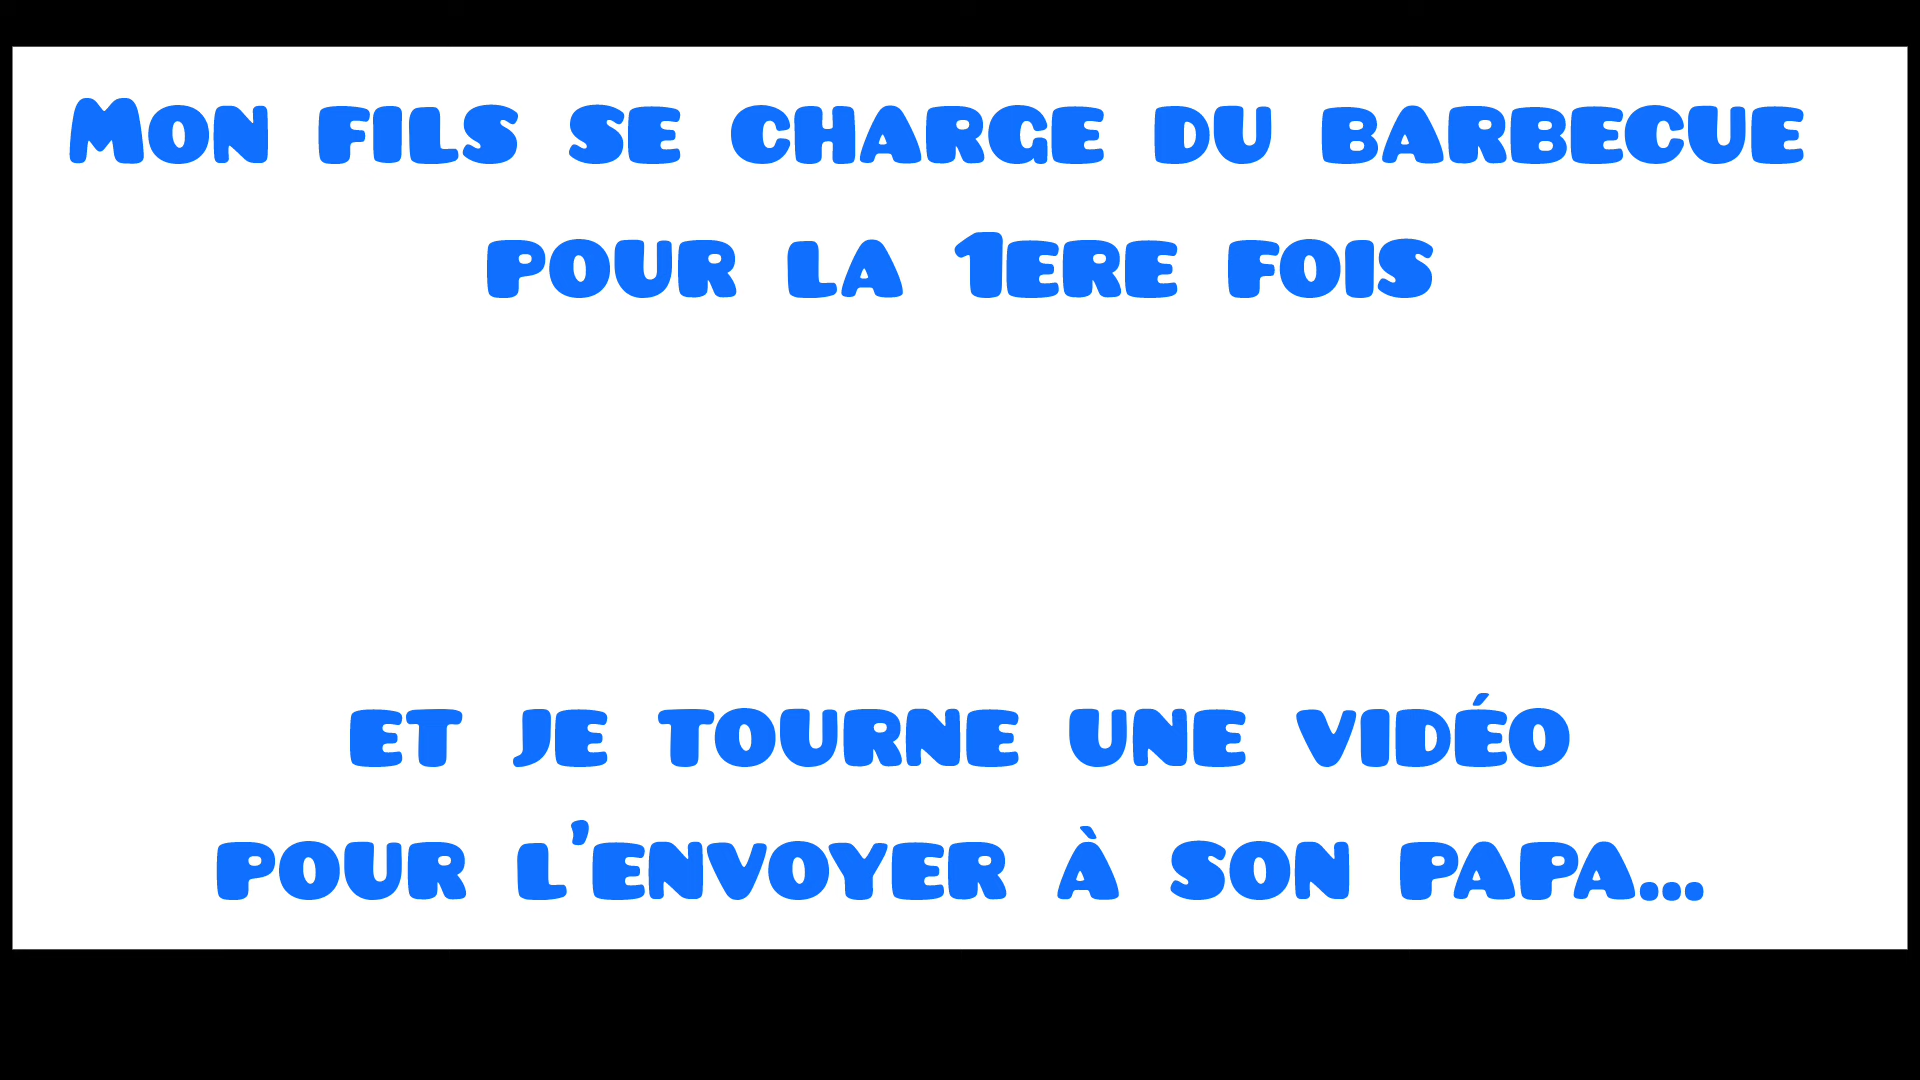 Mon fils se charge du barbecue
pour la 1ere fois
et je tourne une vidéo
pour l'envoyer à son papa...